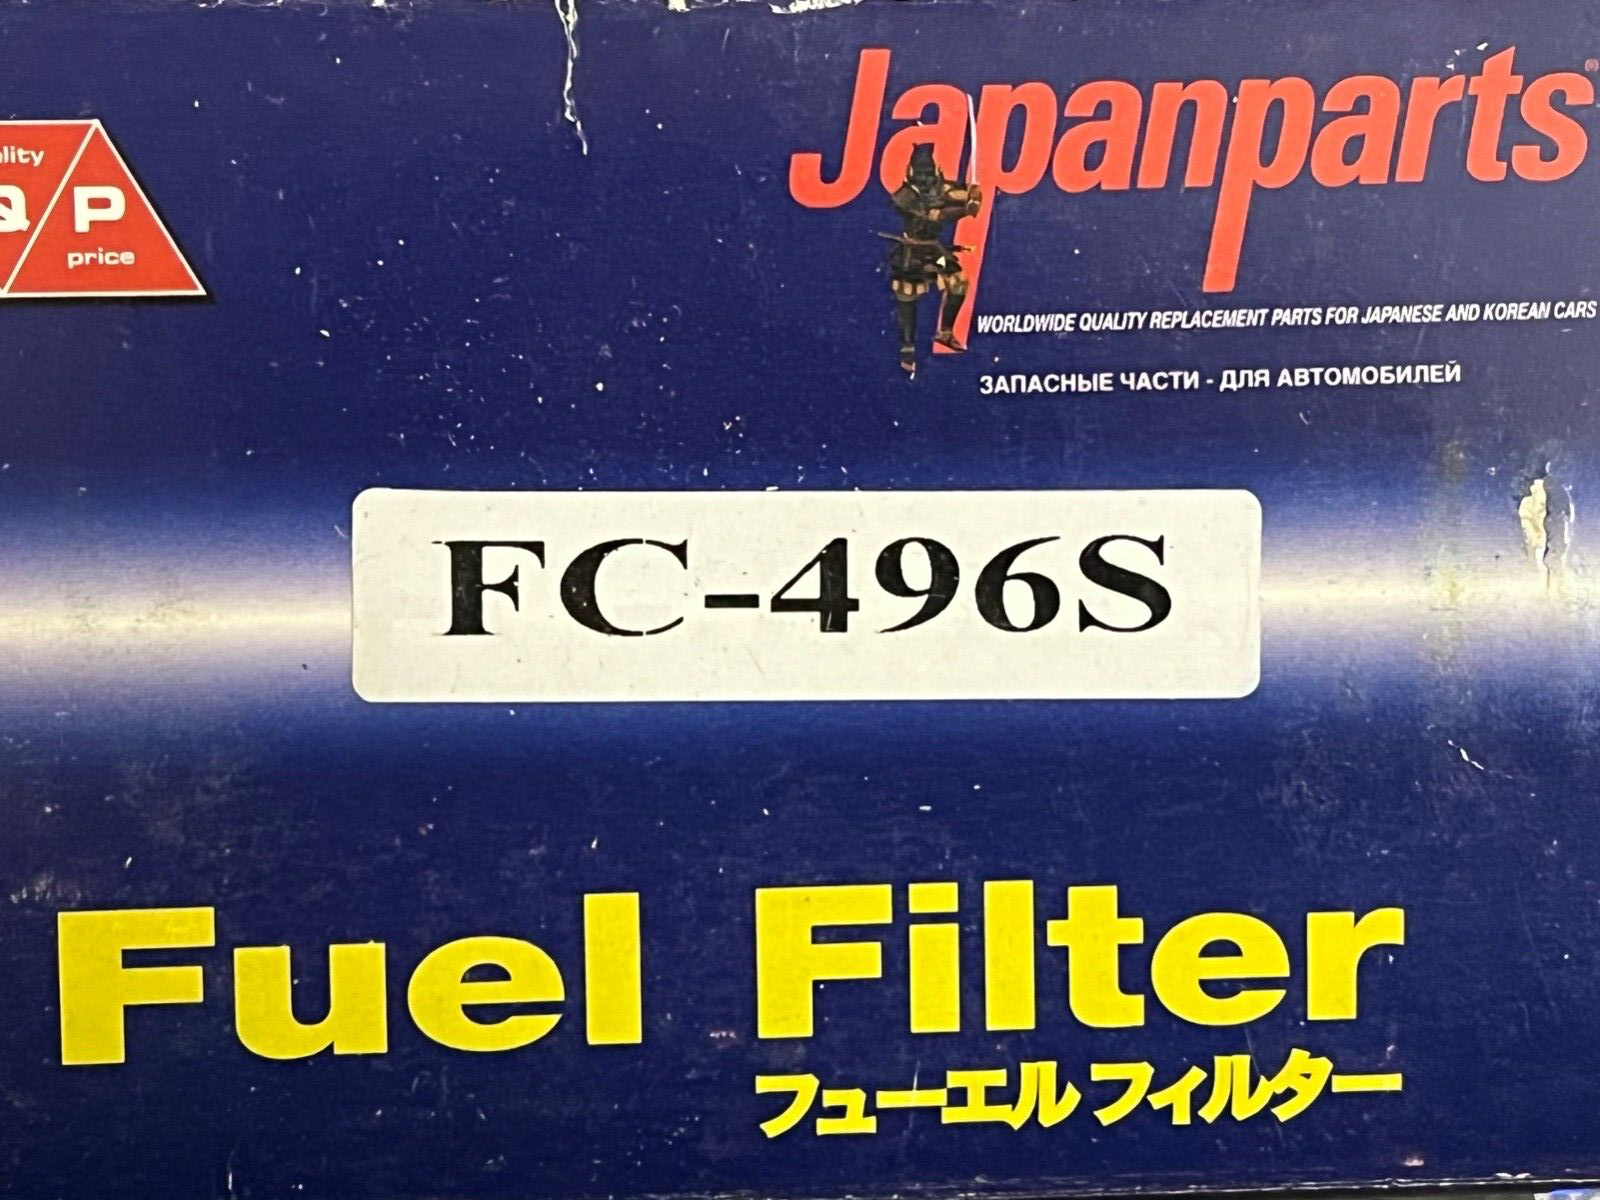 Japanparts
WORLDWIDE QUALITY REPLACEMENT PARTS FOR JAPANESE AND KOREAN CARS
ЗАПАСНЫЕ ЧАСТИ - ДЛЯ АВТОМОБИЛЕЙ
Q P
price
FC-496S
Fuel Filter
フューエル フィルター